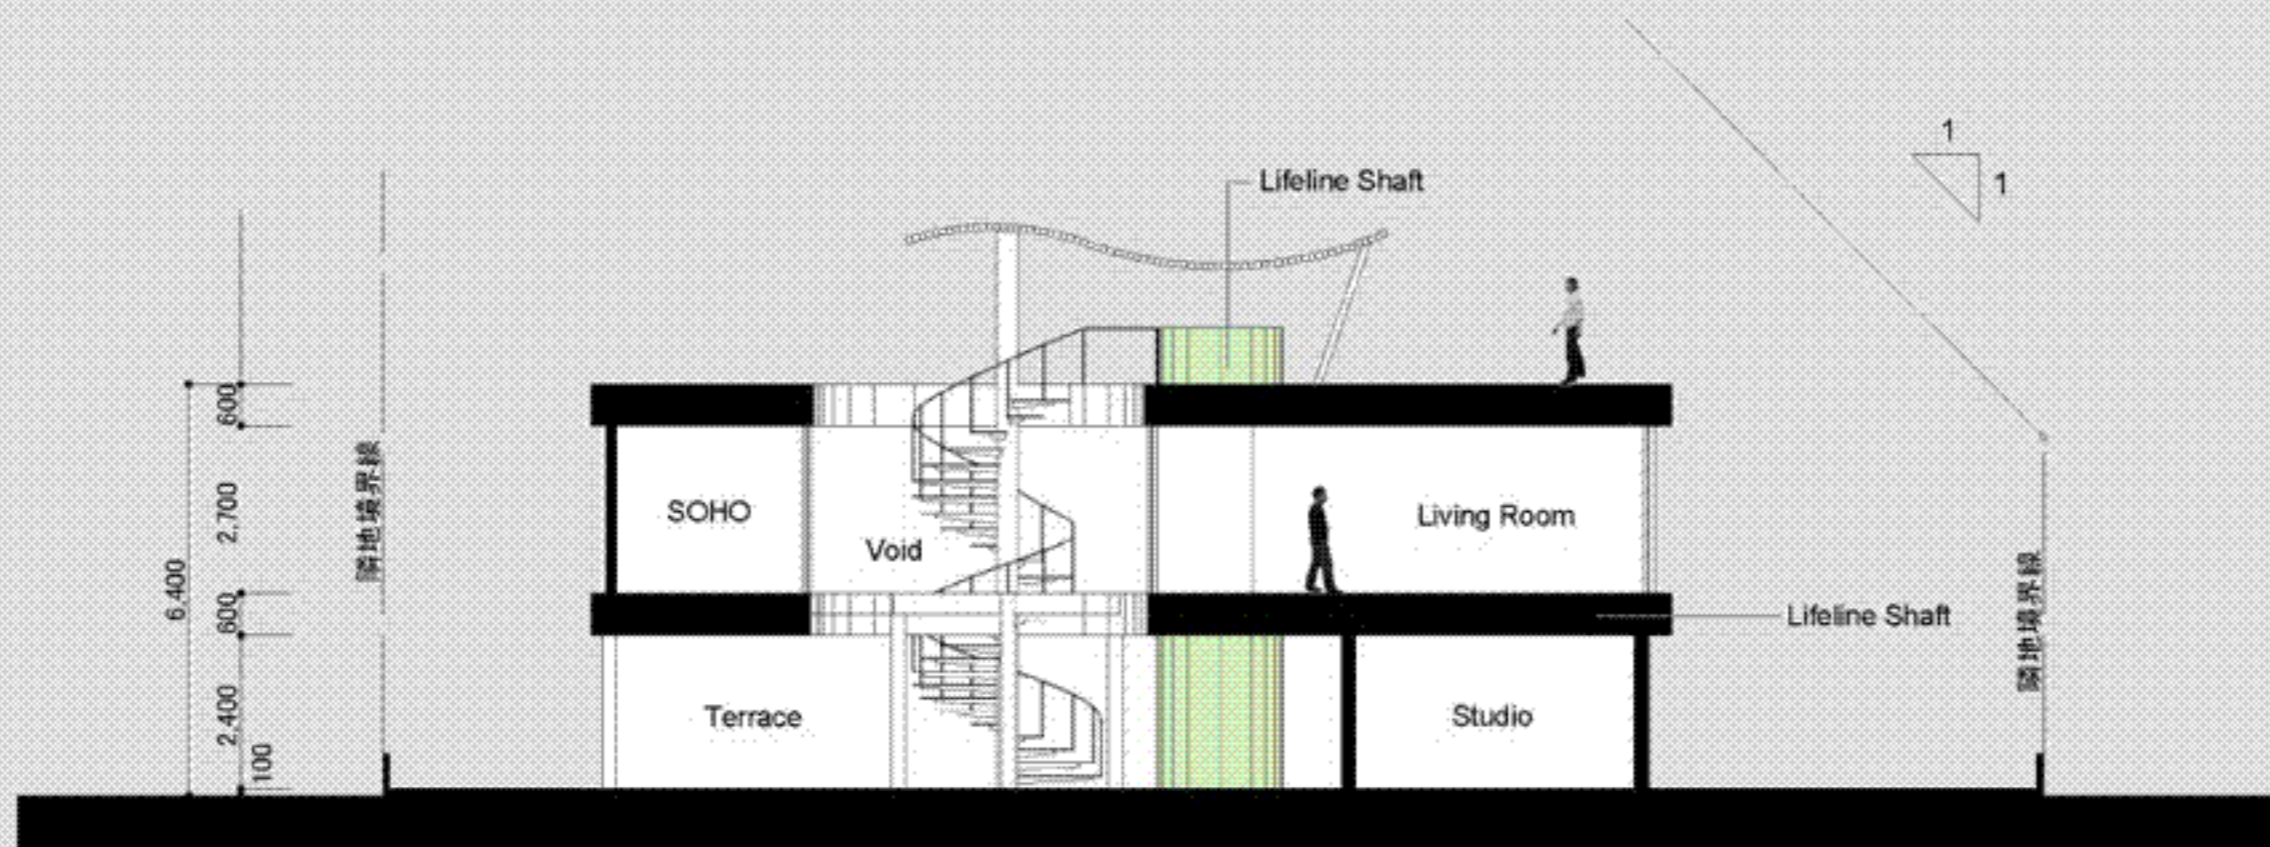 1
1
Lifeline Shaft
600
2,700
600
2,400
100
6,400
隣地境界線
SOHO
Void
Living Room
Lifeline Shaft
隣地境界線
Terrace
Studio